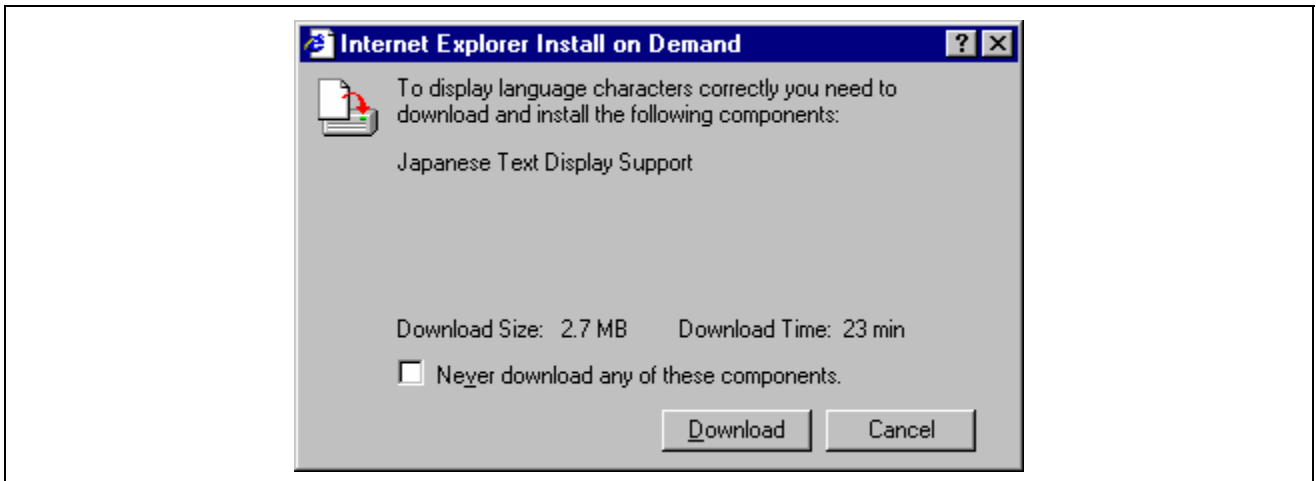 Internet Explorer Install on Demand
To display language characters correctly you need to
download and install the following components:
Japanese Text Display Support
Download Size: 2.7 MB Download Time: 23 min
Never download any of these components.
Download Cancel